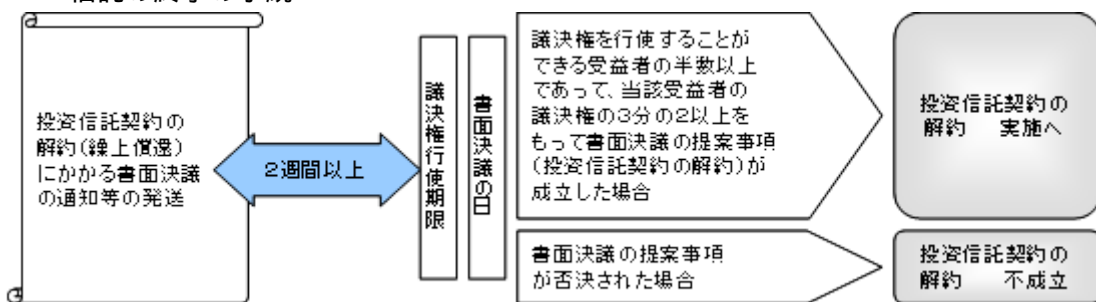 投資信託契約の
解約(繰上償還)
にかかる書面決議
の通知等の発送
2週間以上
議決権行使期限
書面決議の日
議決権を行使することが
できる受益者の半数以上
であって、当該受益者の
議決権の3分の2以上を
もって書面決議の提案事項
(投資信託契約の解約)が
成立した場合
投資信託契約の
解約 実施へ
書面決議の提案事項
が否決された場合
投資信託契約の
解約 不成立